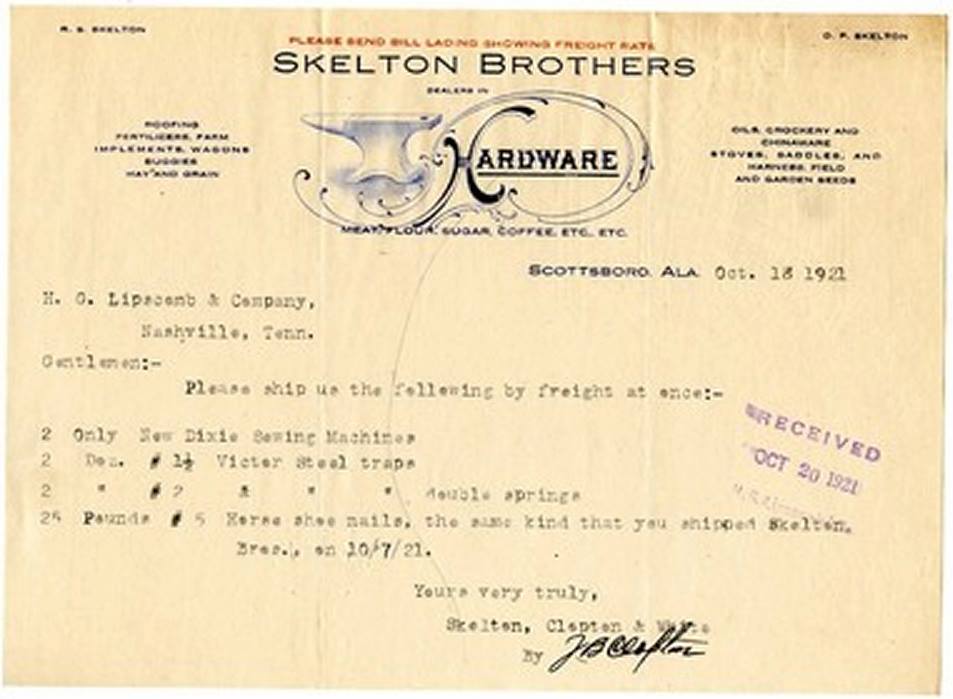 R. S. SKELTON
O. P. SKELTON
PLEASE SEND BILL LADING SHOWING FREIGHT RATE
SKELTON BROTHERS
DEALERS IN
HARDWARE
ROOFING
FERTILIZERS, FARM
IMPLEMENTS, WAGONS
BUGGIES
HAY AND GRAIN
OILS, CROCKERY AND
CHINAWARE
STOVES, SADDLES, AND
HARNESS, FIELD
AND GARDEN SEEDS
MEAT, FLOUR, SUGAR, COFFEE, ETC., ETC.
SCOTTSBORO, ALA. Oct. 18 1921
H. G. Lipscomb & Company,
Nashville, Tenn.
Gentlemen:-
Please ship us the following by freight at once:-
2 Only New Dixie Sewing Machines
2 Doz. # 1½ Victor Steel traps
2 " # 2 & " " double springs
25 Pounds # 5 Horse shoe nails, the same kind that you shipped Skelton.
Bros., on 10/7/21.
Yours very truly,
Skelton, Clopton & White
By J B Clopton
RECEIVED
OCT 20 1921